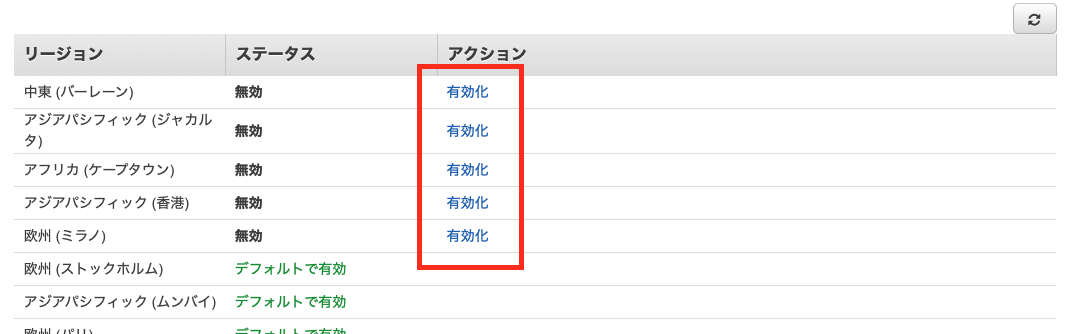 リージョン ステータス アクション
中東 (バーレーン) 無効 有効化
アジアパシフィック (ジャカル
タ) 無効 有効化
アフリカ (ケープタウン) 無効 有効化
アジアパシフィック (香港) 無効 有効化
欧州 (ミラノ) 無効 有効化
欧州 (ストックホルム) デフォルトで有効
アジアパシフィック (ムンバイ) デフォルトで有効
欧州 (パリ) デフォルトで有効